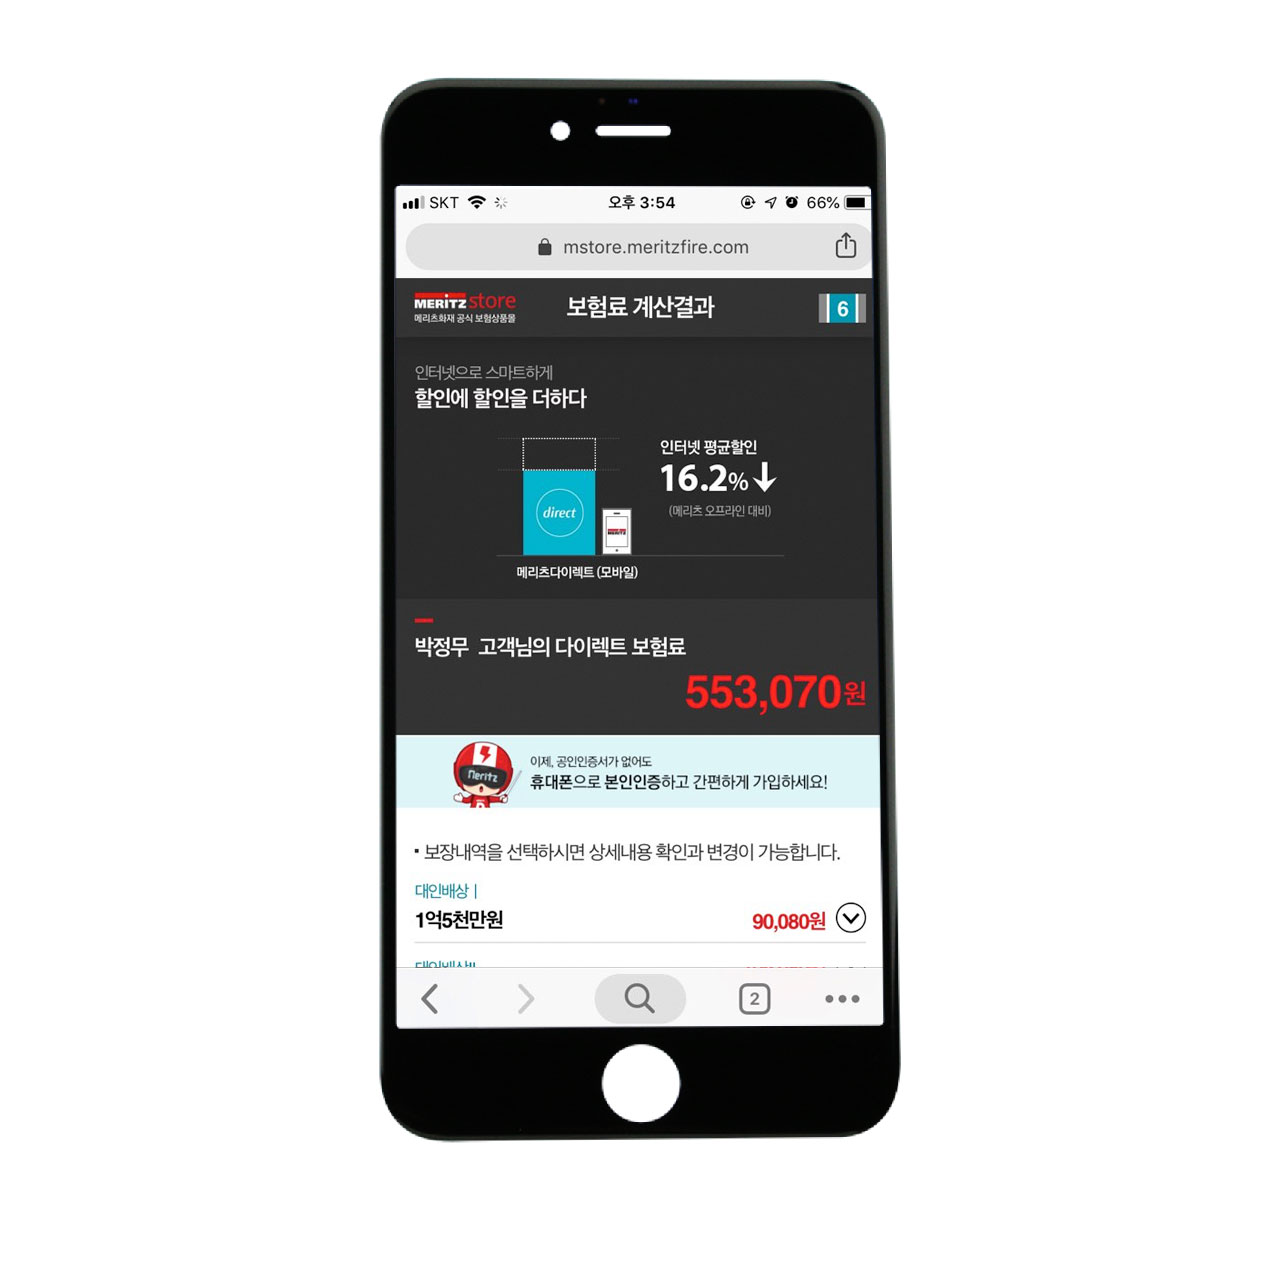 SKT 오후 3:54 66%
mstore.meritzfire.com
MERITZ store
메리츠화재 공식 보험상품몰
보험료 계산결과
6
인터넷으로 스마트하게
할인에 할인을 더하다
인터넷 평균할인
16.2%
(메리츠 오프라인 대비)
direct
MERITZ
메리츠다이렉트 (모바일)
박정무 고객님의 다이렉트 보험료
553,070원
Meritz
이제, 공인인증서가 없어도
휴대폰으로 본인인증하고 간편하게 가입하세요!
▪ 보장내역을 선택하시면 상세내용 확인과 변경이 가능합니다.
대인배상 I
1억5천만원 90,080원
대인배상II
2